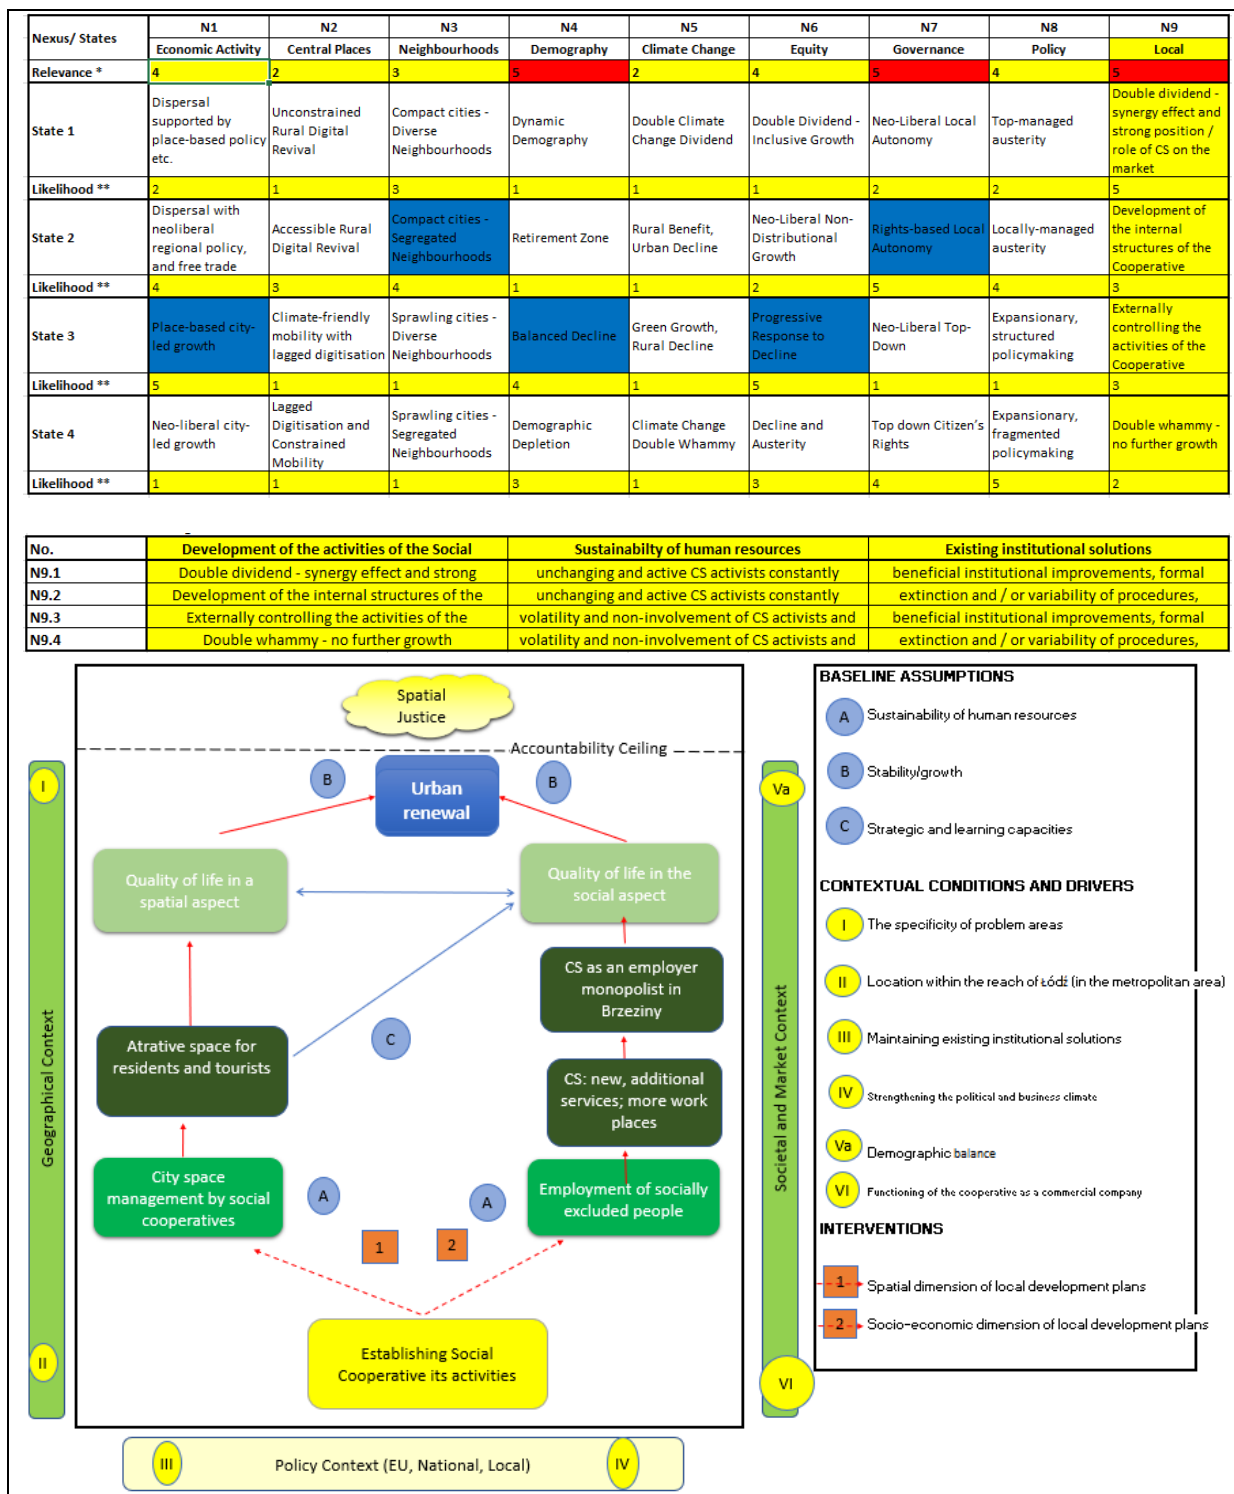 Nexus/ States N1 N2 N3 N4 N5 N6 N7 N8 N9
Economic Activity Central Places Neighbourhoods Demography Climate Change Equity Governance Policy Local
Relevance * 4 2 3 5 2 4 5 4 5
State 1
Dispersal
supported by
place-based policy
etc.
Unconstrained
Rural Digital
Revival
Compact cities -
Diverse
Neighbourhoods
Dynamic
Demography
Double Climate
Change Dividend
Double Dividend -
Inclusive Growth
Neo-Liberal Local
Autonomy
Top-managed
austerity
Double dividend -
synergy effect and
strong position /
role of CS on the
market
Likelihood ** 2 1 3 1 1 1 2 2 5
State 2
Dispersal with
neoliberal
regional policy,
and free trade
Accessible Rural
Digital Revival
Compact cities -
Segregated
Neighbourhoods
Retirement Zone
Rural Benefit,
Urban Decline
Neo-Liberal Non-
Distributional
Growth
Rights-based Local
Autonomy
Locally-managed
austerity
Development of
the internal
structures of the
Cooperative
Likelihood ** 4 3 4 1 1 2 5 4 3
State 3
Place-based city-
led growth
Climate-friendly
mobility with
lagged digitisation
Sprawling cities -
Diverse
Neighbourhoods
Balanced Decline
Green Growth,
Rural Decline
Progressive
Response to
Decline
Neo-Liberal Top-
Down
Expansionary,
structured
policymaking
Externally
controlling the
activities of the
Cooperative
Likelihood ** 5 1 1 4 1 5 1 1 3
State 4
Neo-liberal city-
led growth
Lagged
Digitisation and
Constrained
Mobility
Sprawling cities -
Segregated
Neighbourhoods
Demographic
Depletion
Climate Change
Double Whammy
Decline and
Austerity
Top down Citizen's
Rights
Expansionary,
fragmented
policymaking
Double whammy -
no further growth
Likelihood ** 1 1 1 3 1 3 4 5 2
No. Development of the activities of the Social Sustainabilty of human resources Existing institutional solutions
N9.1 Double dividend - synergy effect and strong unchanging and active CS activists constantly beneficial institutional improvements, formal
N9.2 Development of the internal structures of the unchanging and active CS activists constantly extinction and / or variability of procedures,
N9.3 Externally controlling the activities of the volatility and non-involvement of CS activists and beneficial institutional improvements, formal
N9.4 Double whammy - no further growth volatility and non-involvement of CS activists and extinction and / or variability of procedures,
Spatial
Justice
Accountability Ceiling
I
Geographical Context
II
B
Urban
renewal
B
Quality of life in a
spatial aspect
Quality of life in the
social aspect
CS as an employer
monopolist in
Brzeziny
C
Atrative space for
residents and tourists
CS: new, additional
services; more work
places
City space
management by social
cooperatives
A
A
Employment of socially
excluded people
1
2
Establishing Social
Cooperative its activities
Va
Societal and Market Context
VI
III
Policy Context (EU, National, Local)
IV
BASELINE ASSUMPTIONS
A Sustainability of human resources
B Stability/growth
C Strategic and learning capacities
CONTEXTUAL CONDITIONS AND DRIVERS
I The specificity of problem areas
II Location within the reach of Łódź (in the metropolitan area)
III Maintaining existing institutional solutions
IV Strengthening the political and business climate
Va Demographic balance
VI Functioning of the cooperative as a commercial company
INTERVENTIONS
1 Spatial dimension of local development plans
2 Socio-economic dimension of local development plans